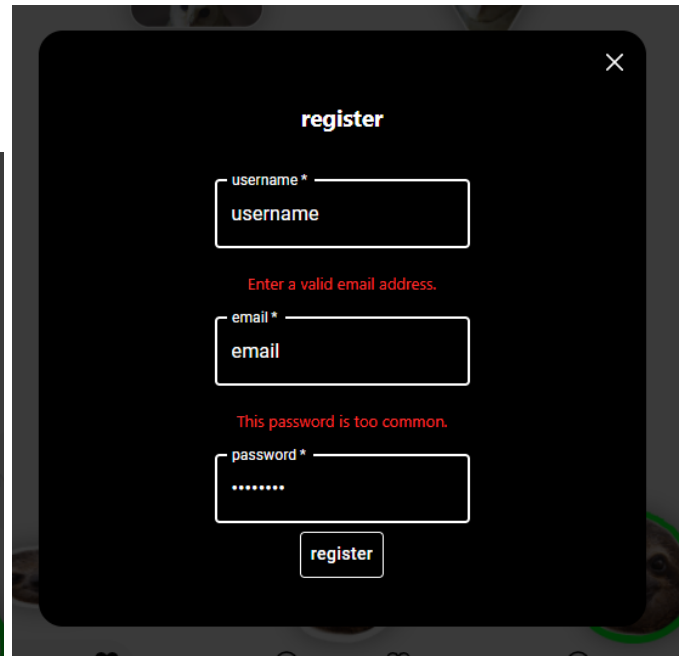 register
username *
username
Enter a valid email address.
email *
email
This password is too common.
password *
••••••••
register